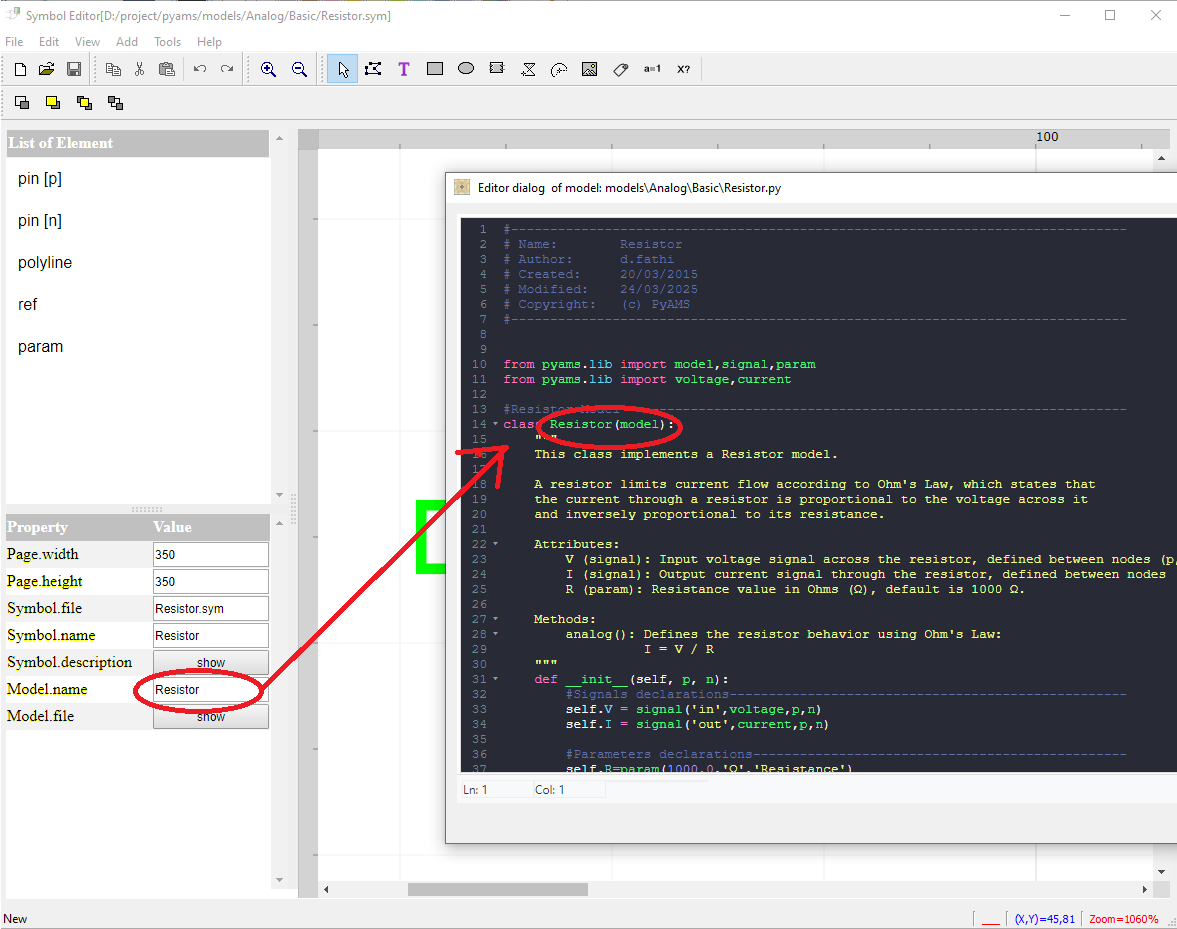 Symbol Editor[D:/project/pyams/models/Analog/Basic/Resistor.sym]
File Edit View Add Tools Help
T a=1 X?
List of Element
pin [p]
pin [n]
polyline
ref
param
Property Value
Page.width 350
Page.height 350
Symbol.file Resistor.sym
Symbol.name Resistor
Symbol.description show
Model.name Resistor
Model.file show
100
Editor dialog of model: models\Analog\Basic\Resistor.py
1 #-------------------------------------------------------------------------------
2 # Name: Resistor
3 # Author: d.fathi
4 # Created: 20/03/2015
5 # Modified: 24/03/2025
6 # Copyright: (c) PyAMS
7 #-------------------------------------------------------------------------------
8
9
10 from pyams.lib import model,signal,param
11 from pyams.lib import voltage,current
12
13 #Resistor Model-----------------------------------------------------------------
14 class Resistor(model):
15 """
16 This class implements a Resistor model.
17
18 A resistor limits current flow according to Ohm's Law, which states that
19 the current through a resistor is proportional to the voltage across it
20 and inversely proportional to its resistance.
21
22 Attributes:
23 V (signal): Input voltage signal across the resistor, defined between nodes (p,
24 I (signal): Output current signal through the resistor, defined between nodes
25 R (param): Resistance value in Ohms (Ω), default is 1000 Ω.
26
27 Methods:
28 analog(): Defines the resistor behavior using Ohm's Law:
29 I = V / R
30 """
31 def __init__(self, p, n):
32 #Signals declarations---------------------------------------------------
33 self.V = signal('in',voltage,p,n)
34 self.I = signal('out',current,p,n)
35
36 #Parameters declarations------------------------------------------------
37 self.R=param(1000.0,'Ω','Resistance')
Ln: 1 Col: 1
New (X,Y)=45,81 Zoom=1060%